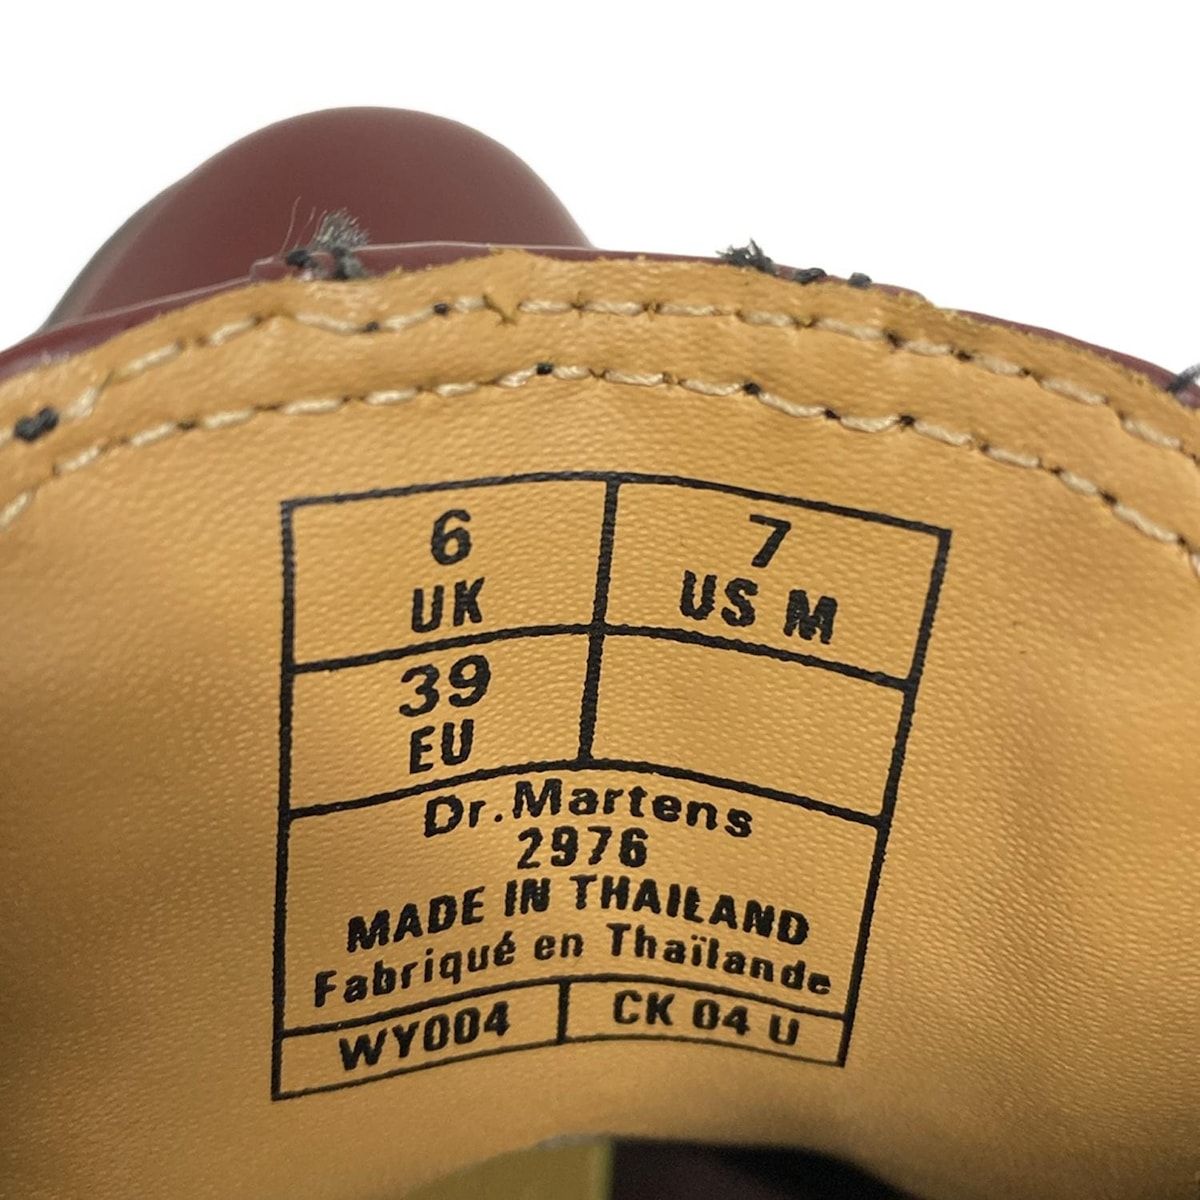 6
UK
7
US M
39
EU
Dr.Martens
2976
MADE IN THAILAND
Fabriqué en Thaïlande
WY004
CK 04 U